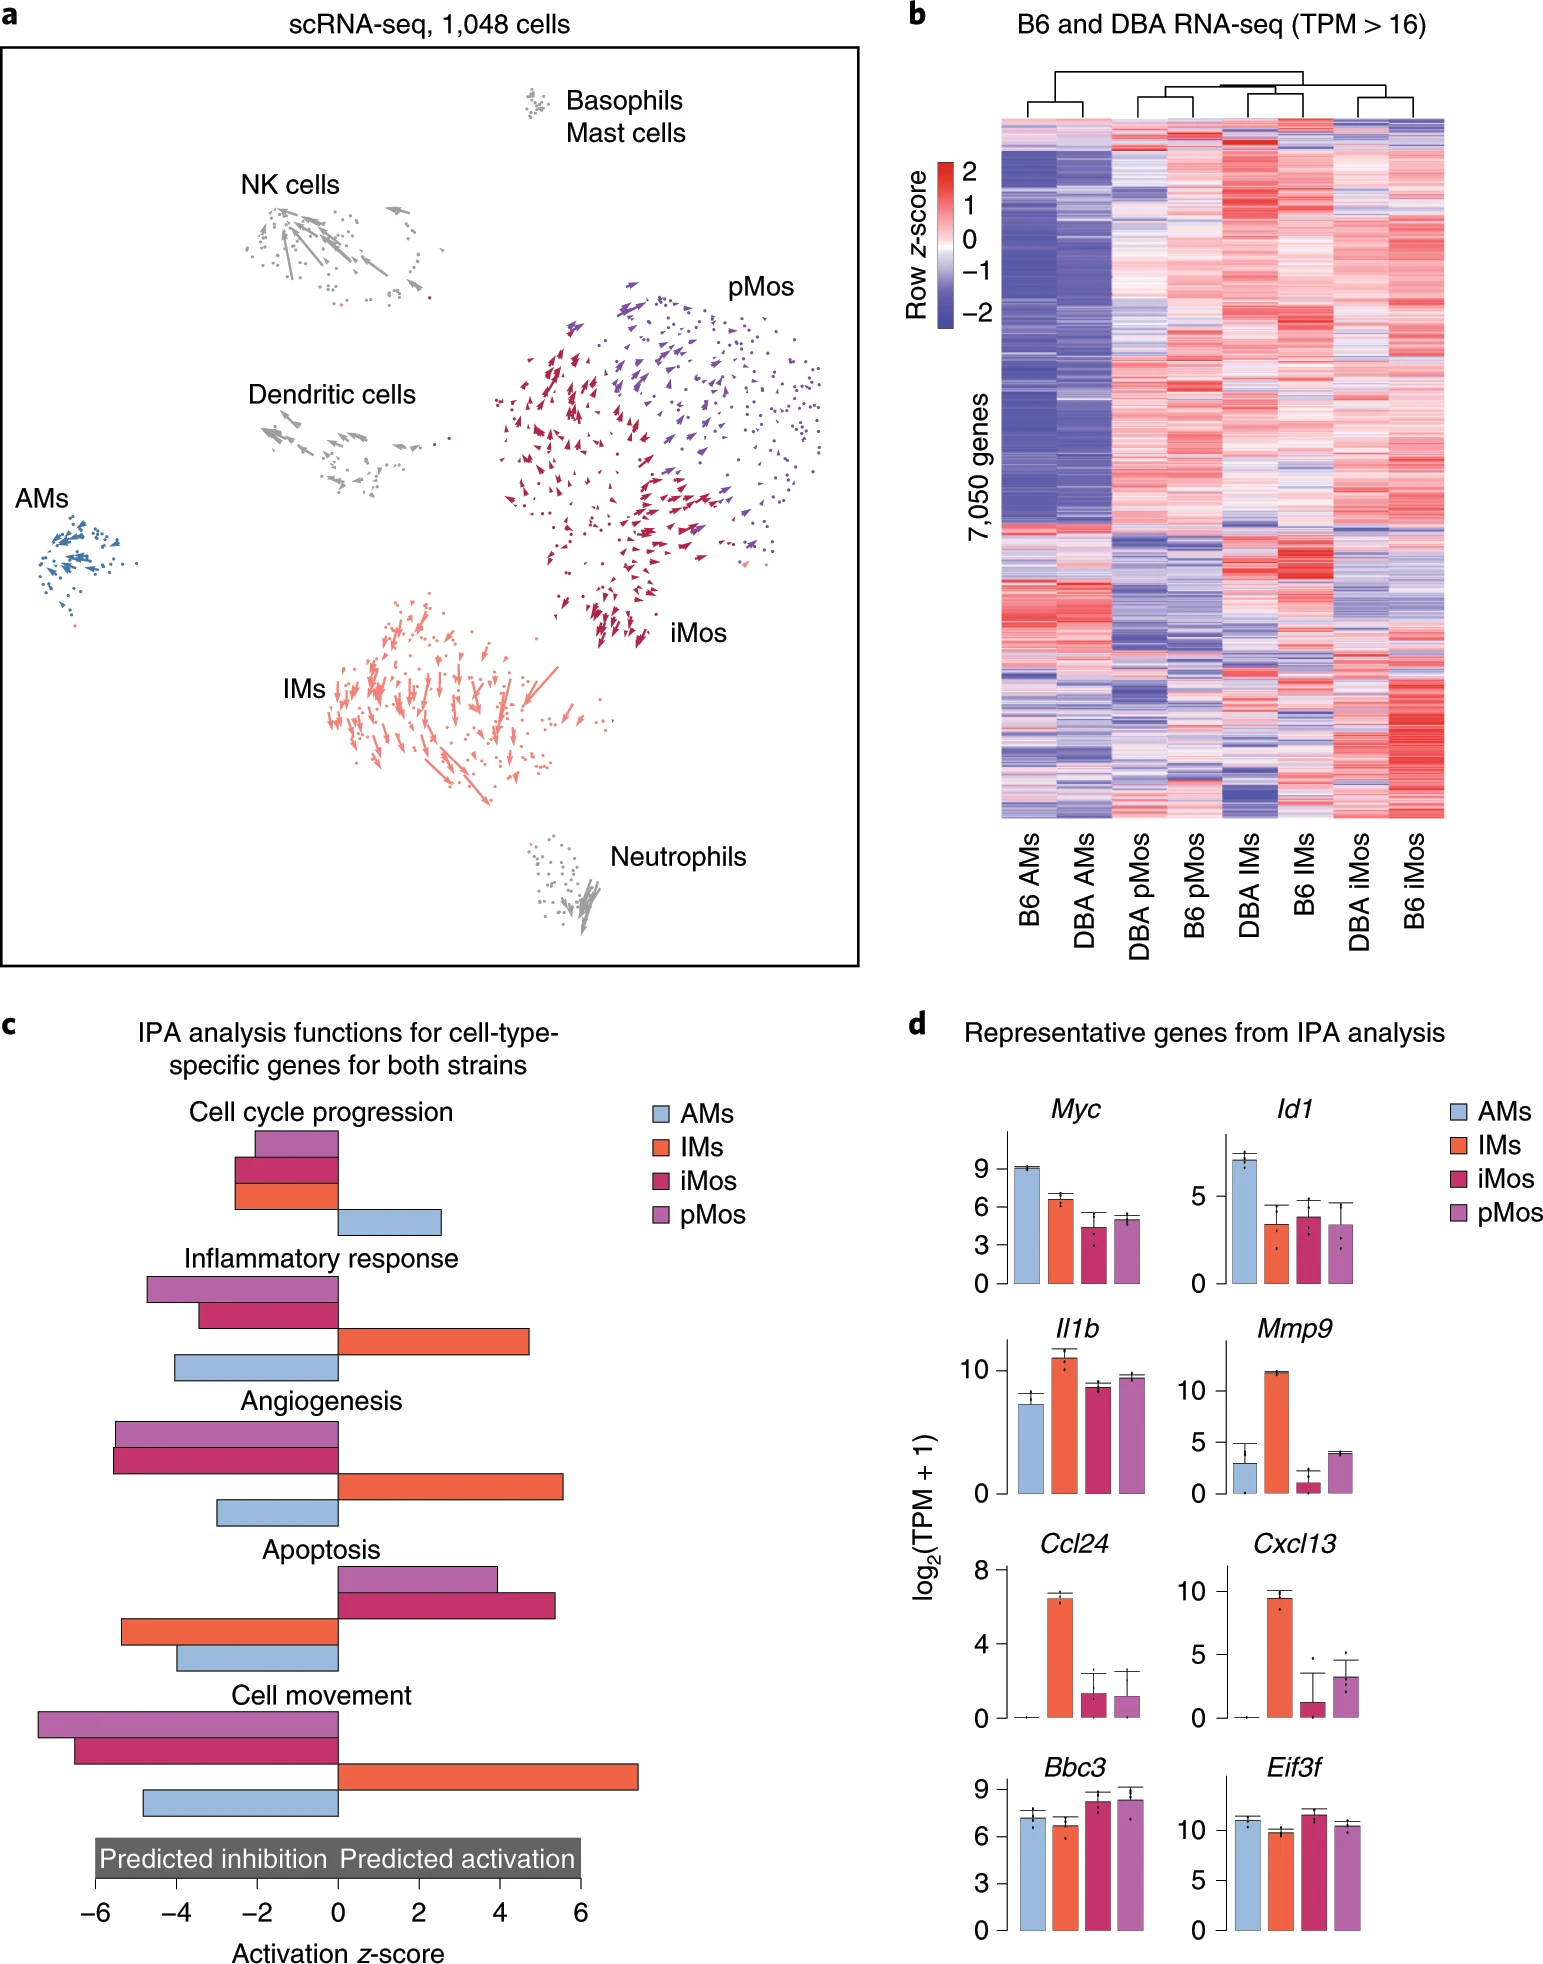 a
scRNA-seq, 1,048 cells
Basophils
Mast cells
NK cells
pMos
Dendritic cells
AMs
iMos
IMs
Neutrophils
b
B6 and DBA RNA-seq (TPM > 16)
Row z-score
2
1
0
−1
−2
7,050 genes
B6 AMs
DBA AMs
DBA pMos
B6 pMos
DBA IMs
B6 IMs
DBA iMos
B6 iMos
c
IPA analysis functions for cell-type-
specific genes for both strains
Cell cycle progression
Inflammatory response
Angiogenesis
Apoptosis
Cell movement
AMs
IMs
iMos
pMos
Predicted inhibition Predicted activation
−6 −4 −2 0 2 4 6
Activation z-score
d
Representative genes from IPA analysis
log2(TPM + 1)
Myc
9
6
3
0
Id1
5
0
AMs
IMs
iMos
pMos
Il1b
10
0
Mmp9
10
5
0
Ccl24
8
4
0
Cxcl13
10
5
0
Bbc3
9
6
3
0
Eif3f
10
5
0